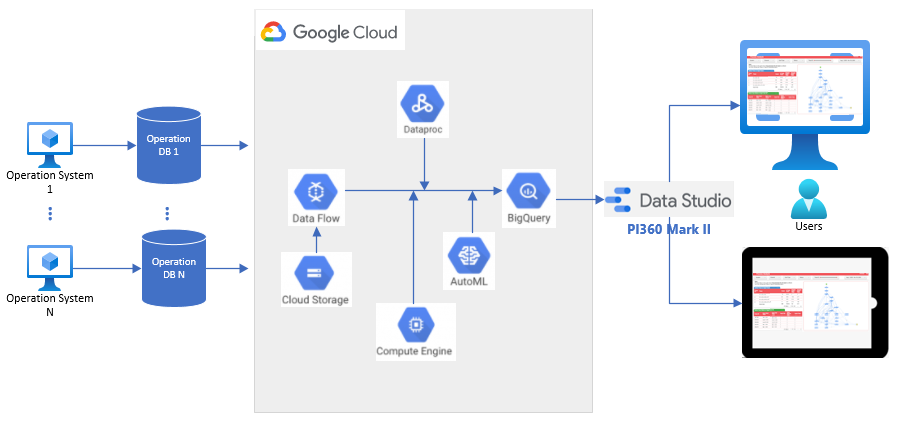 Google Cloud
Dataproc
Operation
DB 1
Operation System
1
Data Flow
BigQuery
Data Studio
PI360 Mark II
Users
Operation
DB N
Operation System
N
Cloud Storage
AutoML
Compute Engine